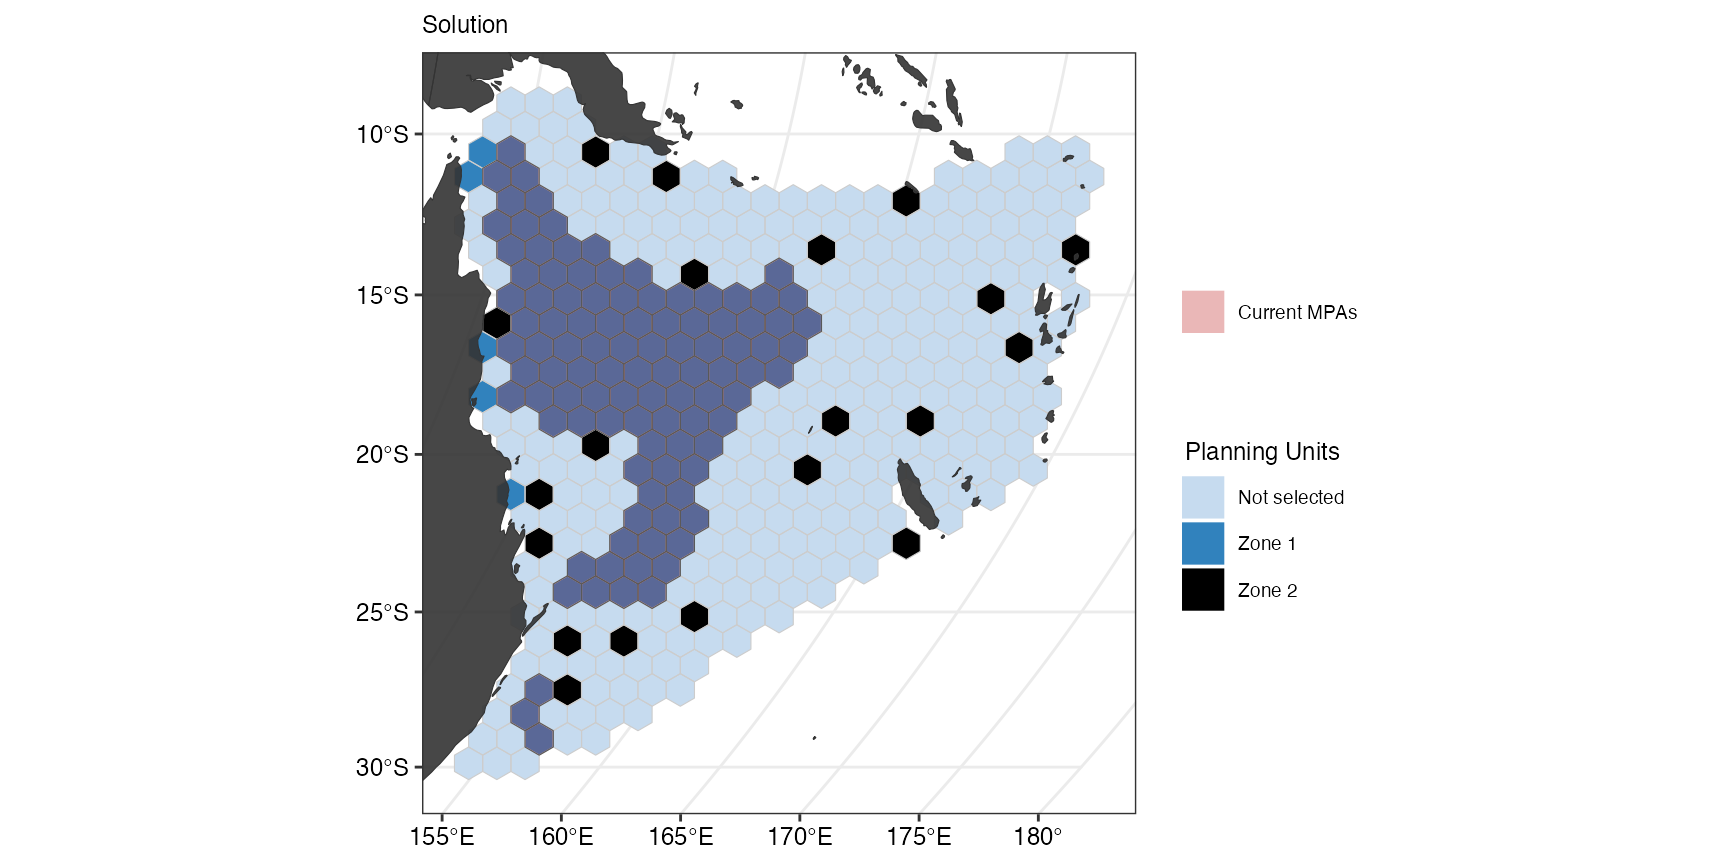 Solution
10°S
15°S
20°S
25°S
30°S
155°E 160°E 165°E 170°E 175°E 180°
Current MPAs
Planning Units
Not selected
Zone 1
Zone 2